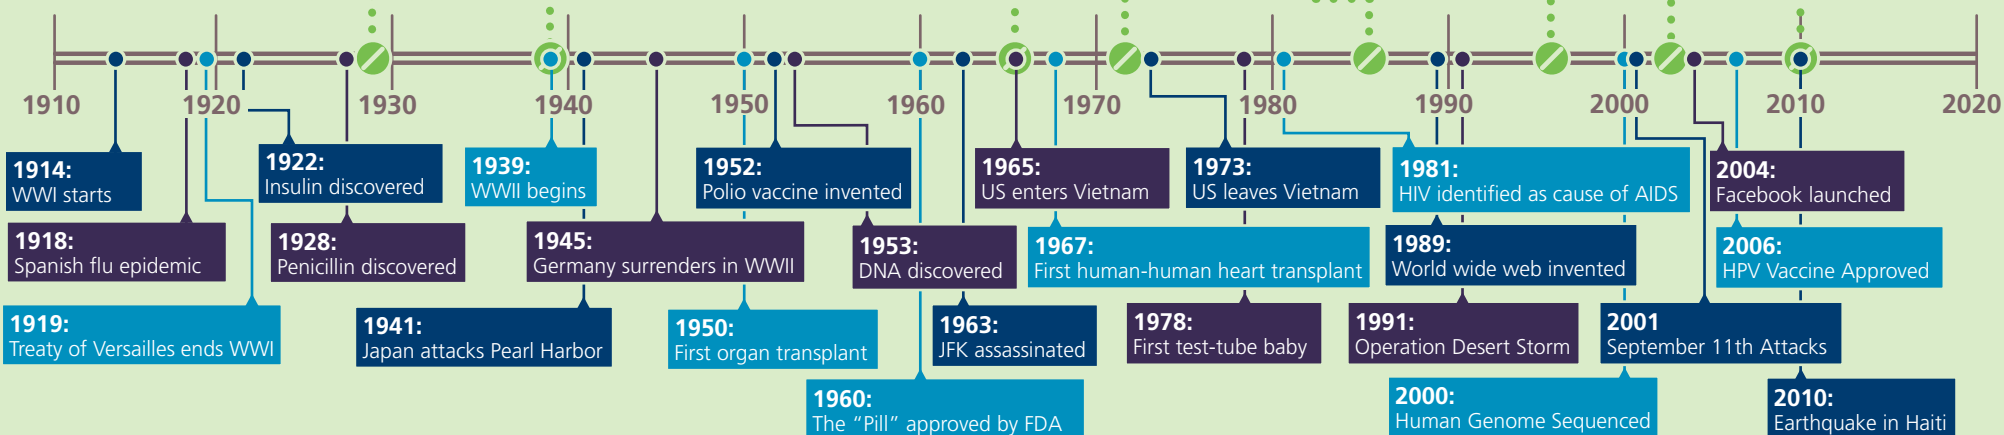 1910
1920
1930
1940
1950
1960
1970
1980
1990
2000
2010
2020
1914:
WWI starts
1918:
Spanish flu epidemic
1919:
Treaty of Versailles ends WWI
1922:
Insulin discovered
1928:
Penicillin discovered
1939:
WWII begins
1941:
Japan attacks Pearl Harbor
1945:
Germany surrenders in WWII
1950:
First organ transplant
1952:
Polio vaccine invented
1953:
DNA discovered
1960:
The “Pill” approved by FDA
1963:
JFK assassinated
1965:
US enters Vietnam
1967:
First human-human heart transplant
1973:
US leaves Vietnam
1978:
First test-tube baby
1981:
HIV identified as cause of AIDS
1989:
World wide web invented
1991:
Operation Desert Storm
2000:
Human Genome Sequenced
2001
September 11th Attacks
2004:
Facebook launched
2006:
HPV Vaccine Approved
2010:
Earthquake in Haiti